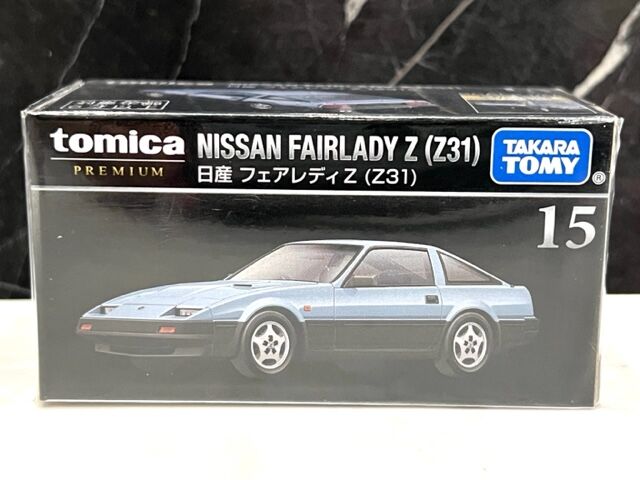 tomica
PREMIUM
NISSAN FAIRLADY Z (Z31)
日産 フェアレディZ (Z31)
TAKARA
TOMY
®
15